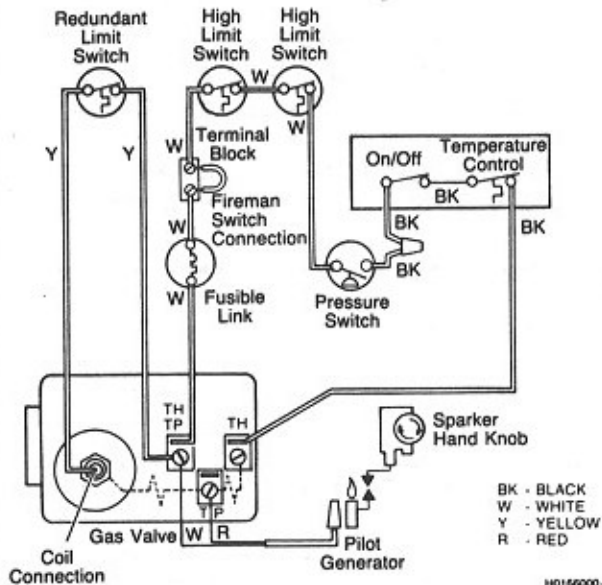 Redundant
Limit
Switch
High
Limit
Switch
High
Limit
Switch
W
W
W
Y
Y
Terminal
Block
Fireman
Switch
Connection
W
W
Fusible
Link
On/Off
Temperature
Control
BK
BK
BK
BK
Pressure
Switch
TH
TP
TH
TP
Gas Valve
W
R
Coil
Connection
Pilot
Generator
Sparker
Hand Knob
BK - BLACK
W - WHITE
Y - YELLOW
R - RED